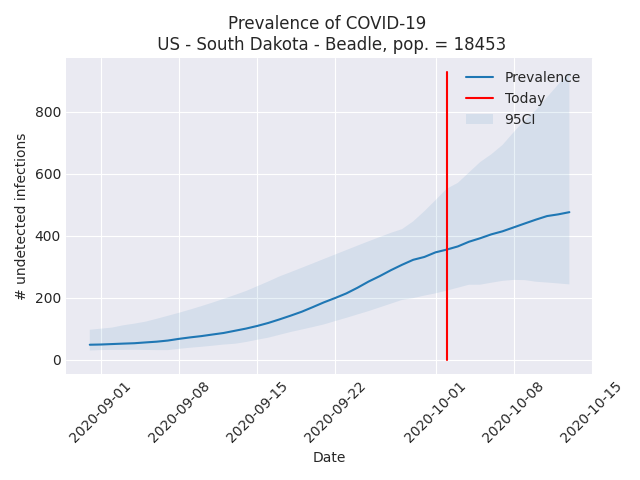 Prevalence of COVID-19
US - South Dakota - Beadle, pop. = 18453
Prevalence
Today
95CI
# undetected infections
800
600
400
200
0
2020-09-01
2020-09-08
2020-09-15
2020-09-22
2020-10-01
2020-10-08
2020-10-15
Date